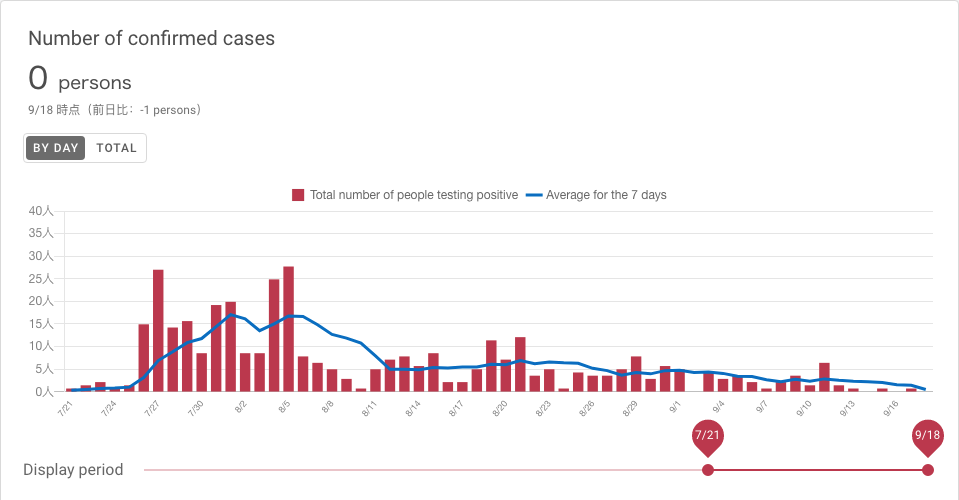 Number of confirmed cases
0 persons
9/18 時点（前日比：-1 persons）
BY DAY TOTAL
Total number of people testing positive Average for the 7 days
40人
35人
30人
25人
20人
15人
10人
5人
0人
7/21 7/24 7/27 7/30 8/2 8/5 8/8 8/11 8/14 8/17 8/20 8/23 8/26 8/29 9/1 9/4 9/7 9/10 9/13 9/16
7/21 9/18
Display period